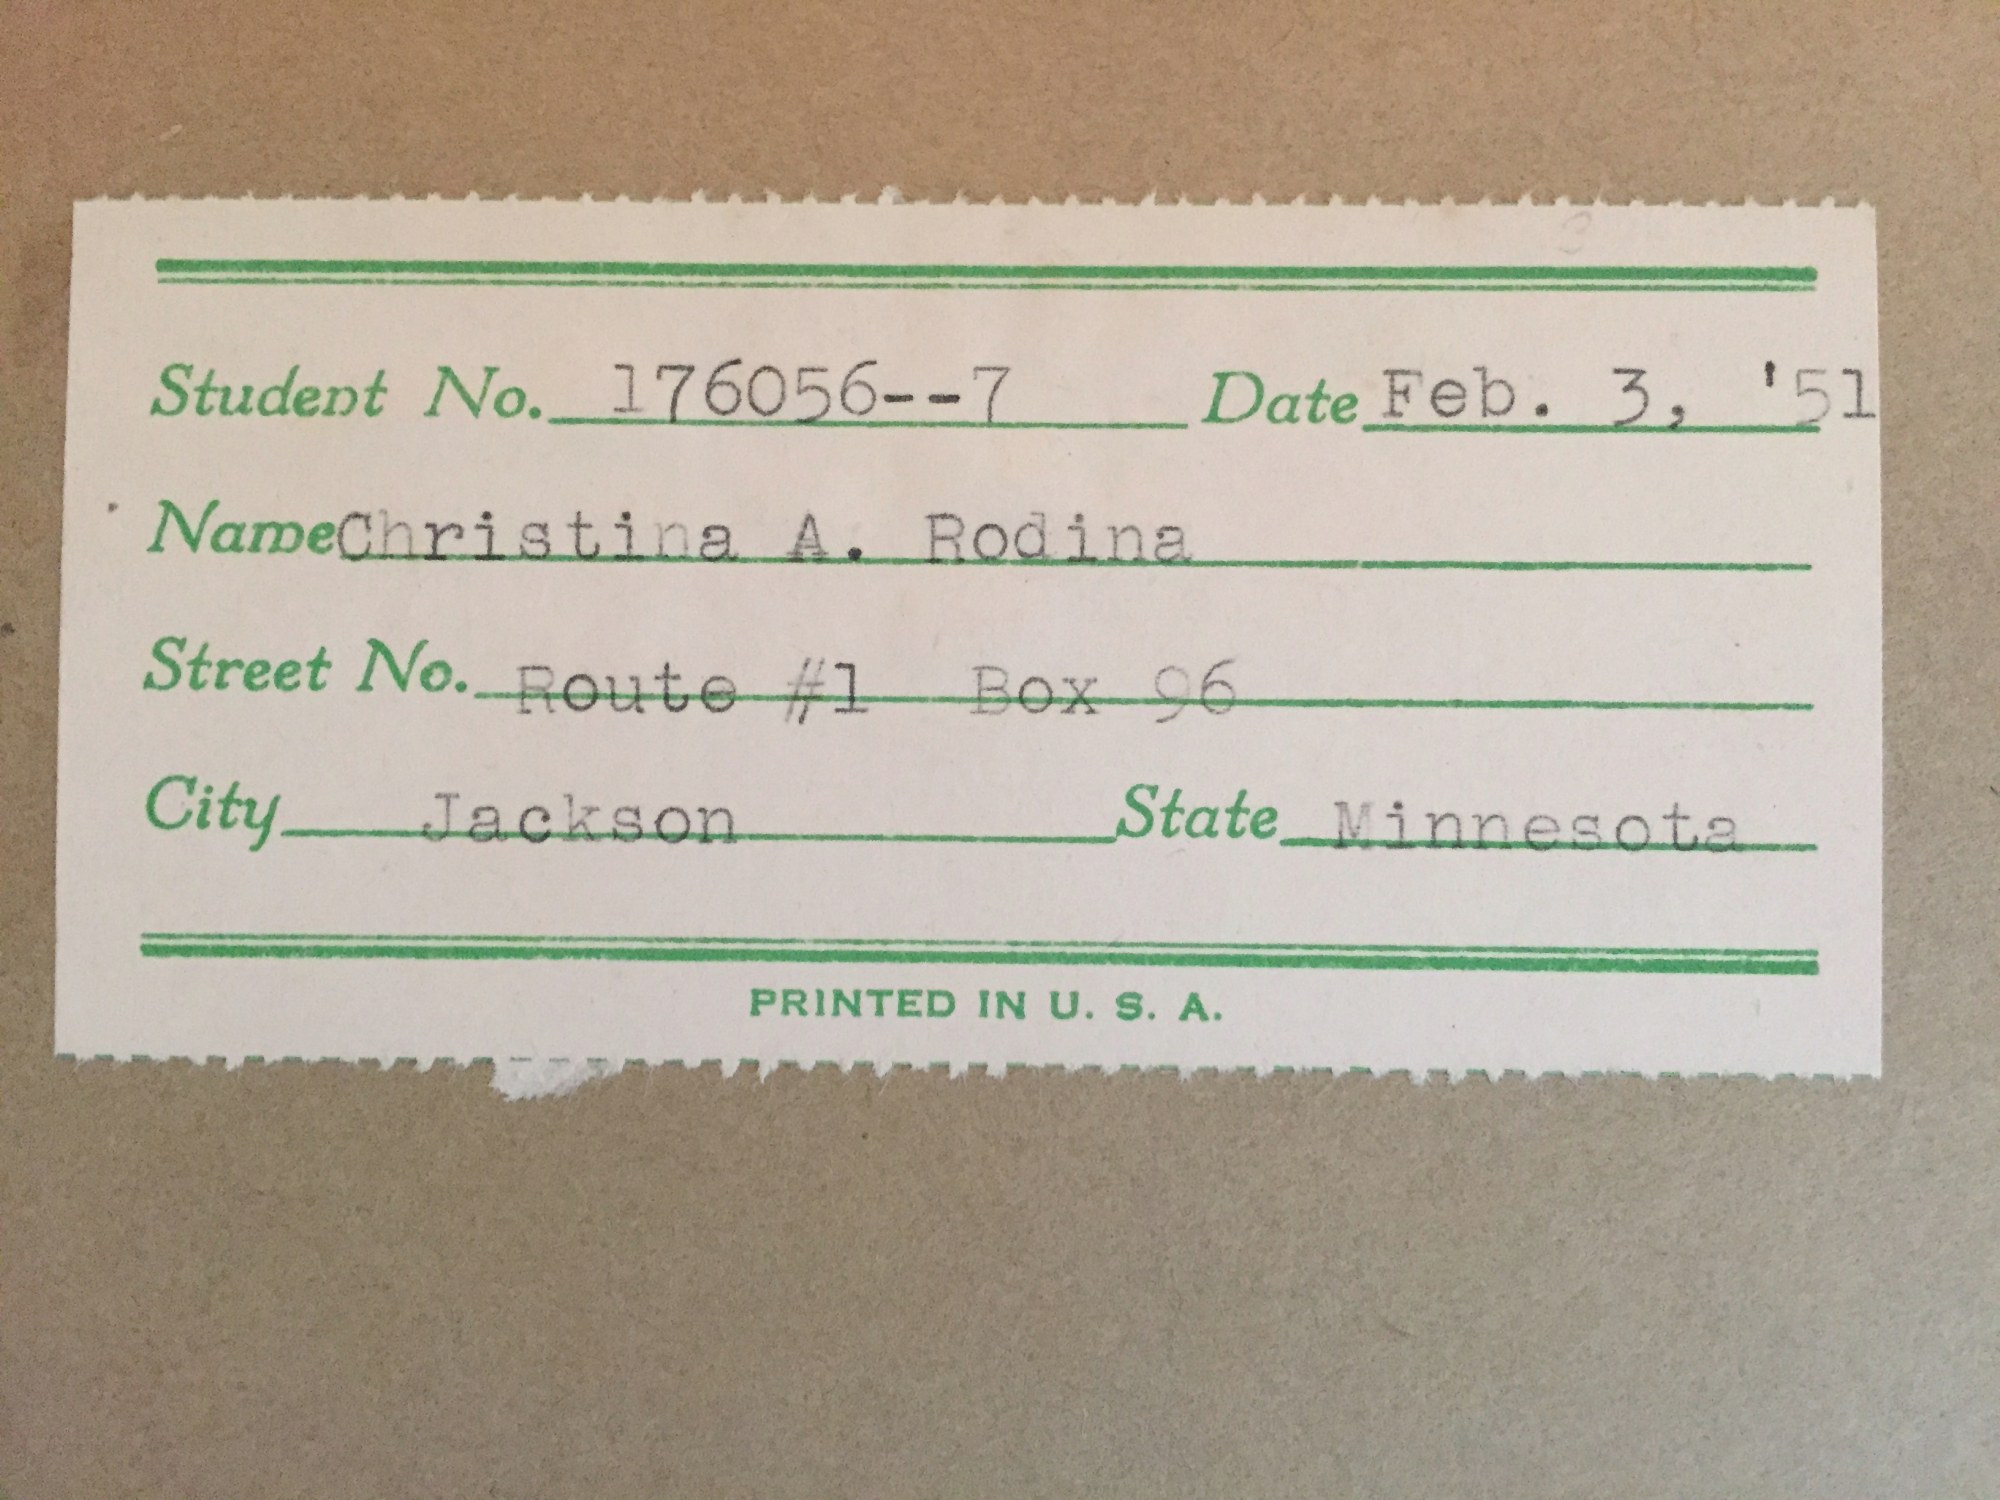 Student No. 176056--7 Date Feb. 3, '51
Name Christina A. Rodina
Street No. Route #1 Box 96
City Jackson State Minnesota
PRINTED IN U. S. A.